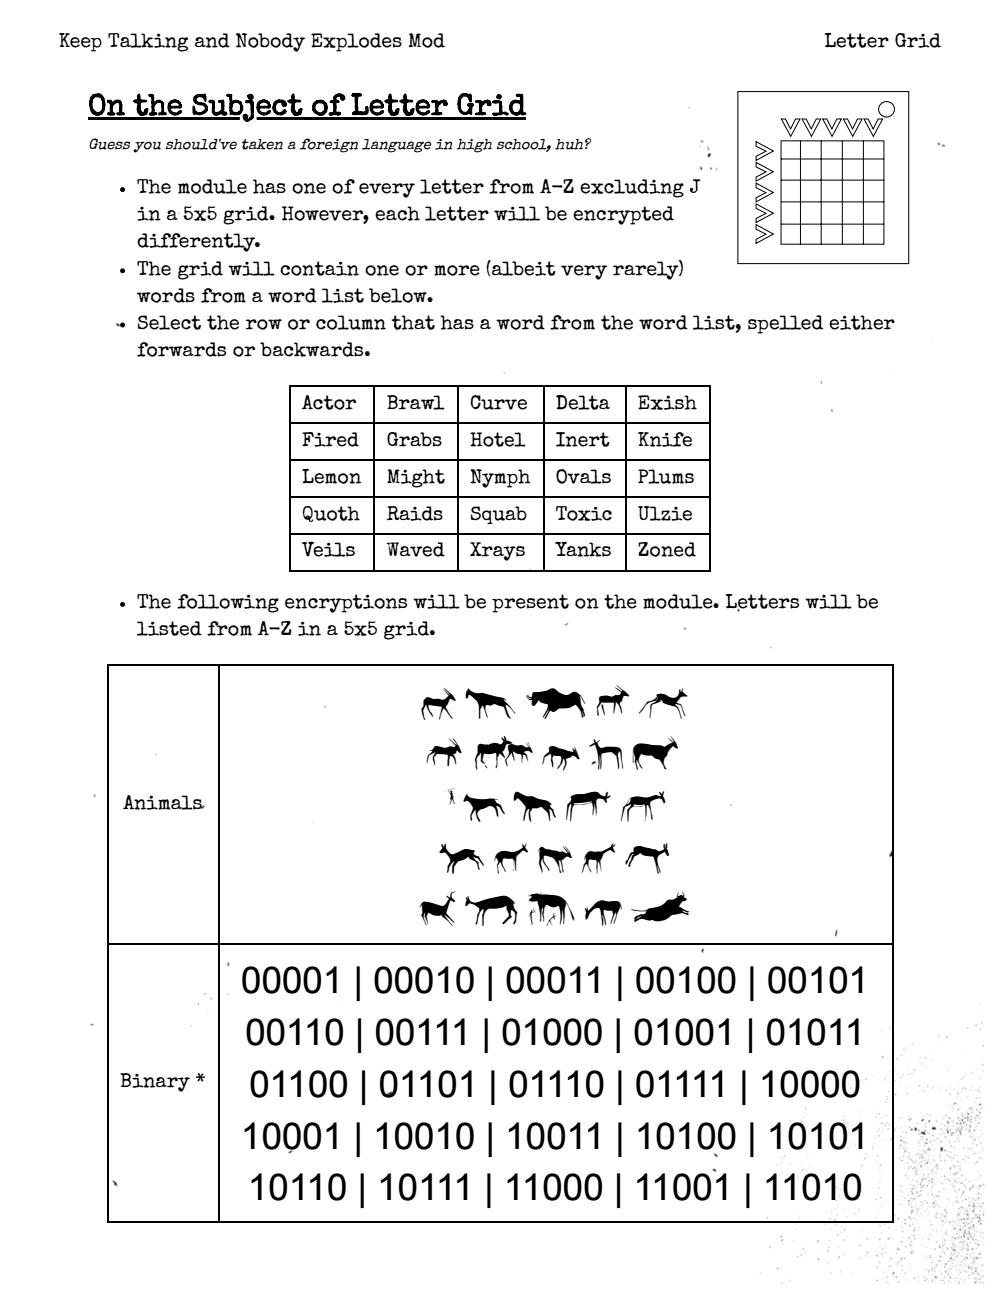 Keep Talking and Nobody Explodes Mod Letter Grid
On the Subject of Letter Grid
Guess you should've taken a foreign language in high school, huh?
• The module has one of every letter from A-Z excluding J
in a 5x5 grid. However, each letter will be encrypted
differently.
• The grid will contain one or more (albeit very rarely)
words from a word list below.
• Select the row or column that has a word from the word list, spelled either
forwards or backwards.
Actor Brawl Curve Delta Exish
Fired Grabs Hotel Inert Knife
Lemon Might Nymph Ovals Plums
Quoth Raids Squab Toxic Ulzie
Veils Waved Xrays Yanks Zoned
• The following encryptions will be present on the module. Letters will be
listed from A-Z in a 5x5 grid.
Animals
Binary *
00001 | 00010 | 00011 | 00100 | 00101
00110 | 00111 | 01000 | 01001 | 01011
01100 | 01101 | 01110 | 01111 | 10000
10001 | 10010 | 10011 | 10100 | 10101
10110 | 10111 | 11000 | 11001 | 11010